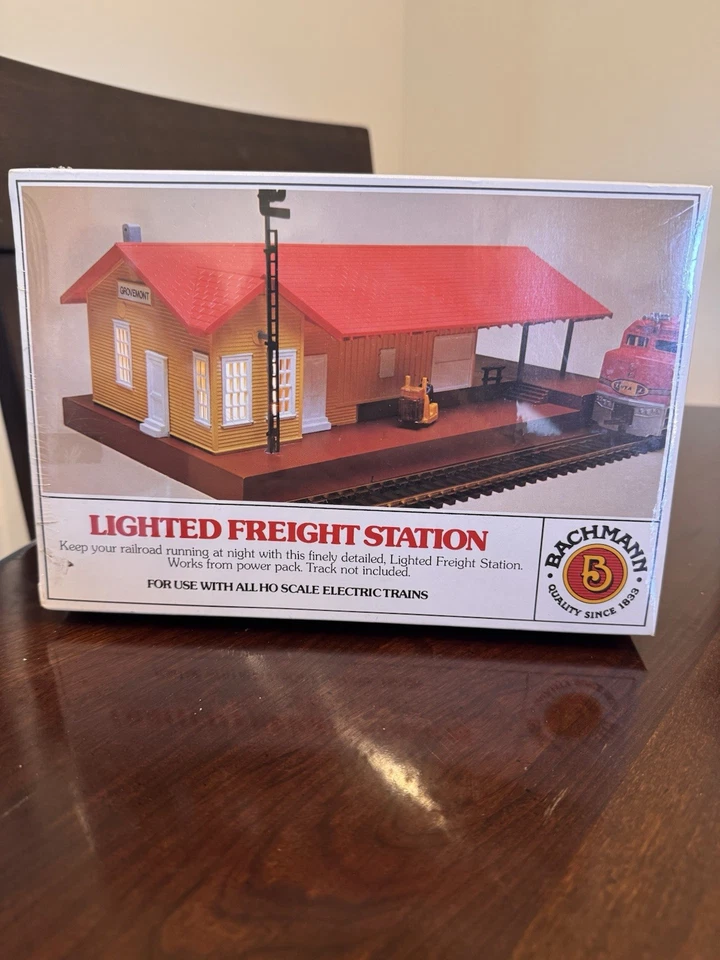 GROVEMONT
LIGHTED FREIGHT STATION
Keep your railroad running at night with this finely detailed, Lighted Freight Station.
Works from power pack. Track not included.
FOR USE WITH ALL HO SCALE ELECTRIC TRAINS
BACHMANN
B
QUALITY SINCE 1833